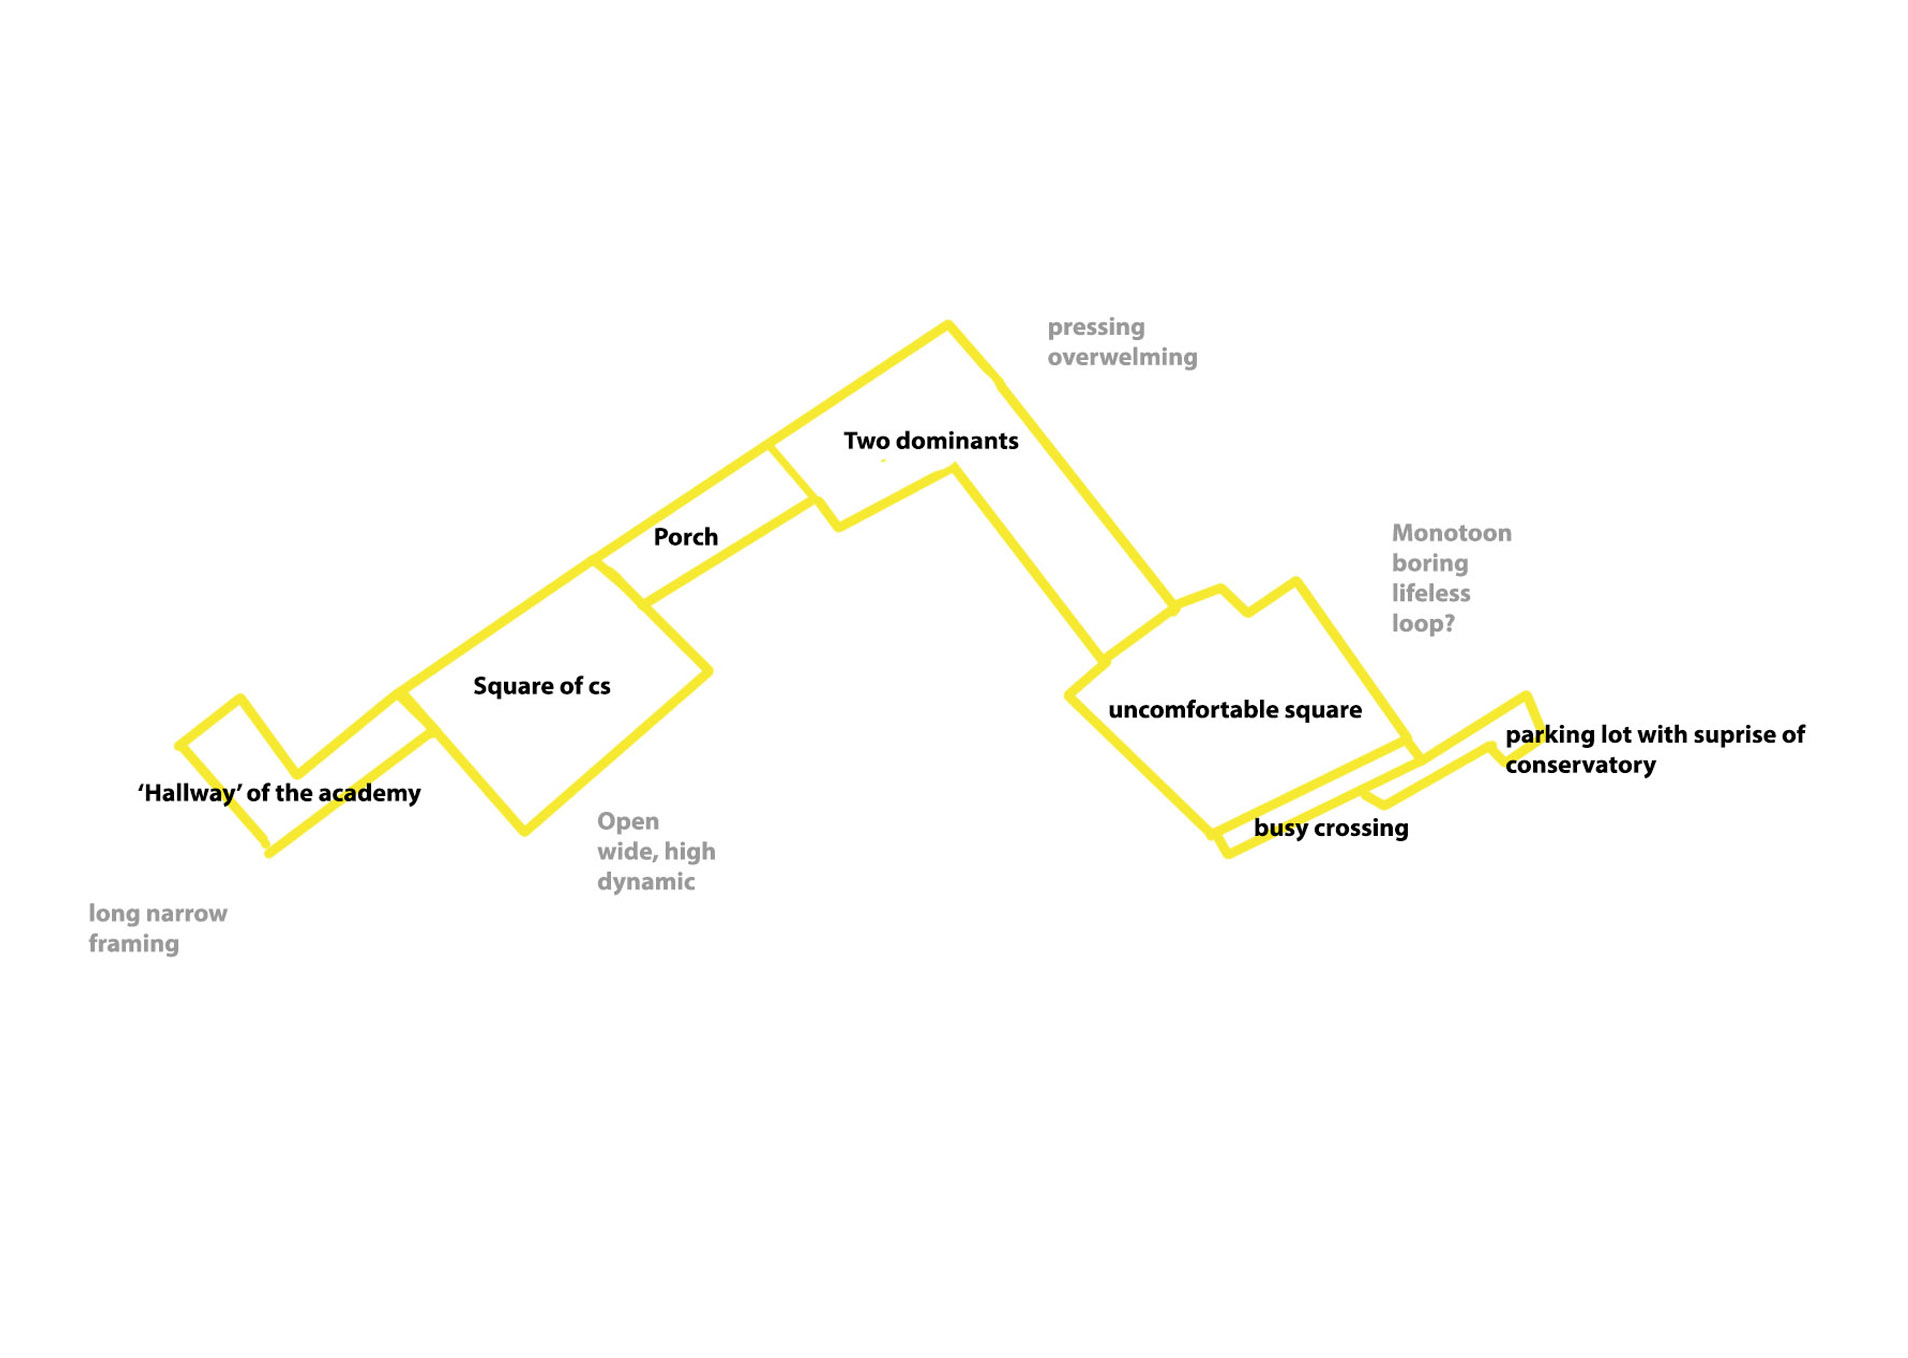 pressing
overwelming
Two dominants
Porch
Monotoon
boring
lifeless
loop?
Square of cs
uncomfortable square
parking lot with suprise of
conservatory
‘Hallway’ of the academy
busy crossing
Open
wide, high
dynamic
long narrow
framing